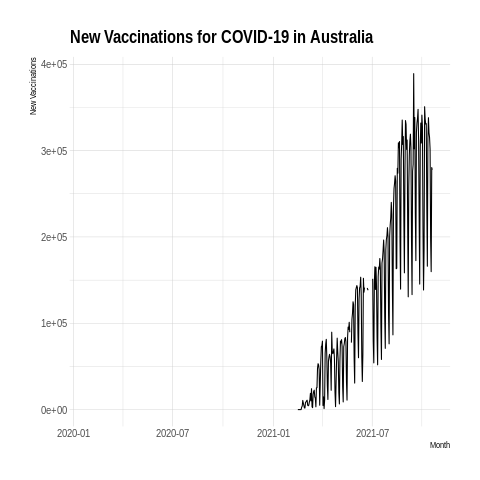 New Vaccinations for COVID-19 in Australia
New Vaccinations
4e+05
3e+05
2e+05
1e+05
0e+00
2020-01
2020-07
2021-01
2021-07
Month